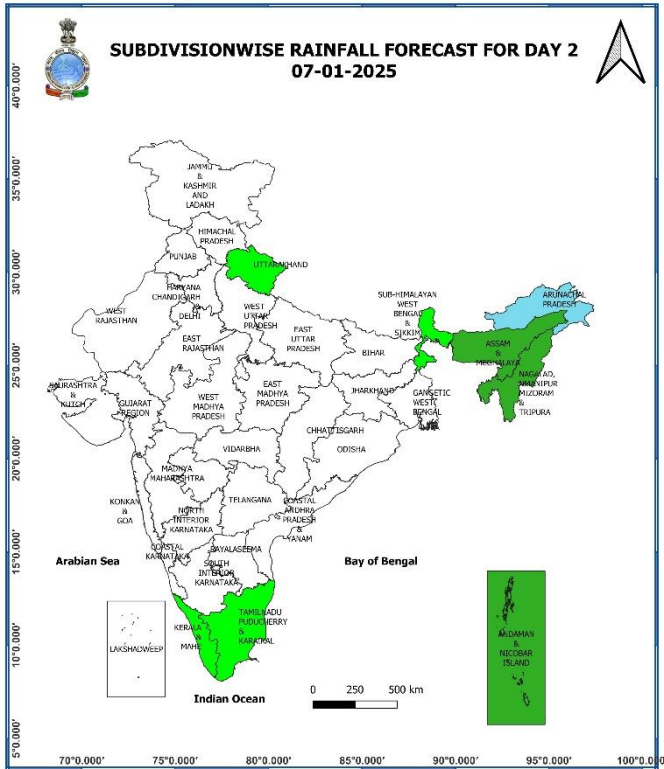 SUBDIVISIONWISE RAINFALL FORECAST FOR DAY 2
07-01-2025
40°0.000'
35°0.000'
30°0.000'
25°0.000'
20°0.000'
15°0.000'
10°0.000'
5°0.000'
JAMMU
&
KASHMIR
AND
LADAKH
HIMACHAL
PRADESH
PUNJAB
UTTARAKHAND
HARYANA
CHANDIGARH
&
DELHI
WEST
RAJASTHAN
WEST
UTTAR
PRADESH
EAST
UTTAR
PRADESH
EAST
RAJASTHAN
SUB-HIMALAYAN
WEST
BENGAL
&
SIKKIM
ARUNACHAL
PRADESH
ASSAM
&
MEGHALAYA
BIHAR
SAURASHTRA
&
KUTCH
GUJARAT
REGION
WEST
MADHYA
PRADESH
EAST
MADHYA
PRADESH
JHARKHAND
GANGETIC
WEST
BENGAL
MIZORAM
&
TRIPURA
CHHATTISGARH
ODISHA
VIDARBHA
MADHYA
MAHARASHTRA
TELANGANA
KONKAN
&
GOA
NORTH
INTERIOR
KARNATAKA
COASTAL
ANDHRA
PRADESH
&
YANAM
COASTAL
KARNATAKA
RAYALASEEMA
SOUTH
INTERIOR
KARNATAKA
Arabian Sea
Bay of Bengal
KERALA
&
MAHE
PUDUCHERRY
&
KARAIKAL
LAKSHADWEEP
ANDAMAN
&
NICOBAR
ISLAND
Indian Ocean
0 250 500 km
70°0.000' 75°0.000' 80°0.000' 85°0.000' 90°0.000' 95°0.000'